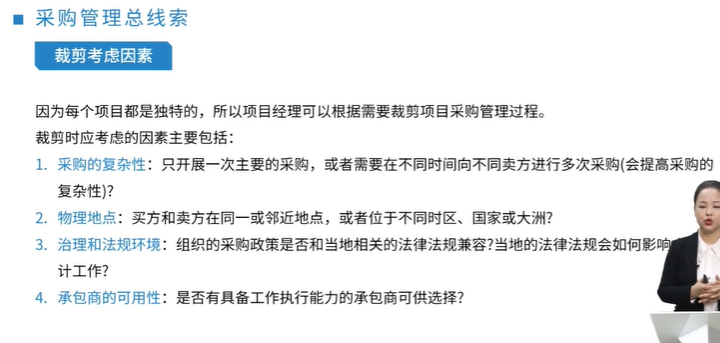 采购管理总线索
裁剪考虑因素
因为每个项目都是独特的，所以项目经理可以根据需要裁剪项目采购管理过程。
裁剪时应考虑的因素主要包括：
1. 采购的复杂性：只开展一次主要的采购，或者需要在不同时间向不同卖方进行多次采购(会提高采购的
复杂性)?
2. 物理地点：买方和卖方在同一或邻近地点，或者位于不同时区、国家或大洲?
3. 治理和法规环境：组织的采购政策是否和当地相关的法律法规兼容?当地的法律法规会如何影响
计工作?
4. 承包商的可用性：是否有具备工作执行能力的承包商可供选择?